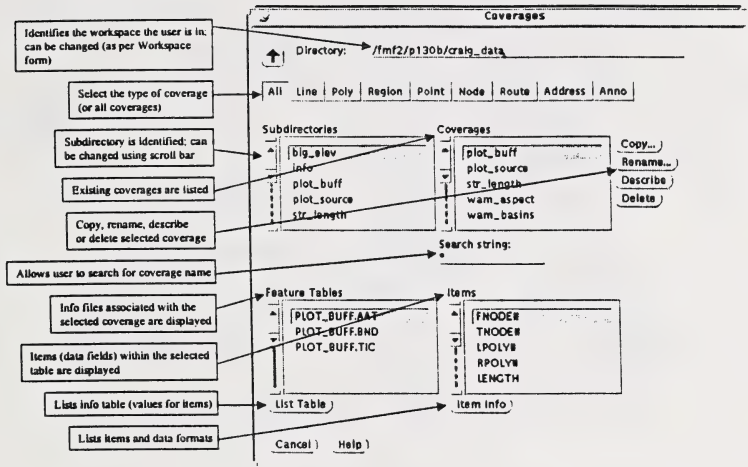 Coverages
Identifies the workspace the user is in;
can be changed (as per Workspace
form)
Directory: /fmf2/p130b/craig_data
Select the type of coverage
(or all coverages)
All Line Poly Region Point Node Route Address Anno
Subdirectory is identified; can
be changed using scroll bar
Existing coverages are listed
Copy, rename, describe
or delete selected coverage
Subdirectories
big_elev
info
plot_buff
plot_source
str_length
Coverages
plot_buff
plot_source
str_length
wam_aspect
wam_basins
Copy...
Rename...
Describe
Delete
Allows user to search for coverage name
Search string:
*
Info files associated with the
selected coverage are displayed
Items (data fields) within the selected
table are displayed
Feature Tables
PLOT_BUFF.AAT
PLOT_BUFF.BND
PLOT_BUFF.TIC
Items
FNODE#
TNODE#
LPOLY#
RPOLY#
LENGTH
Lists info table (values for items)
List Table
Item Info
Lists items and data formats
Cancel Help